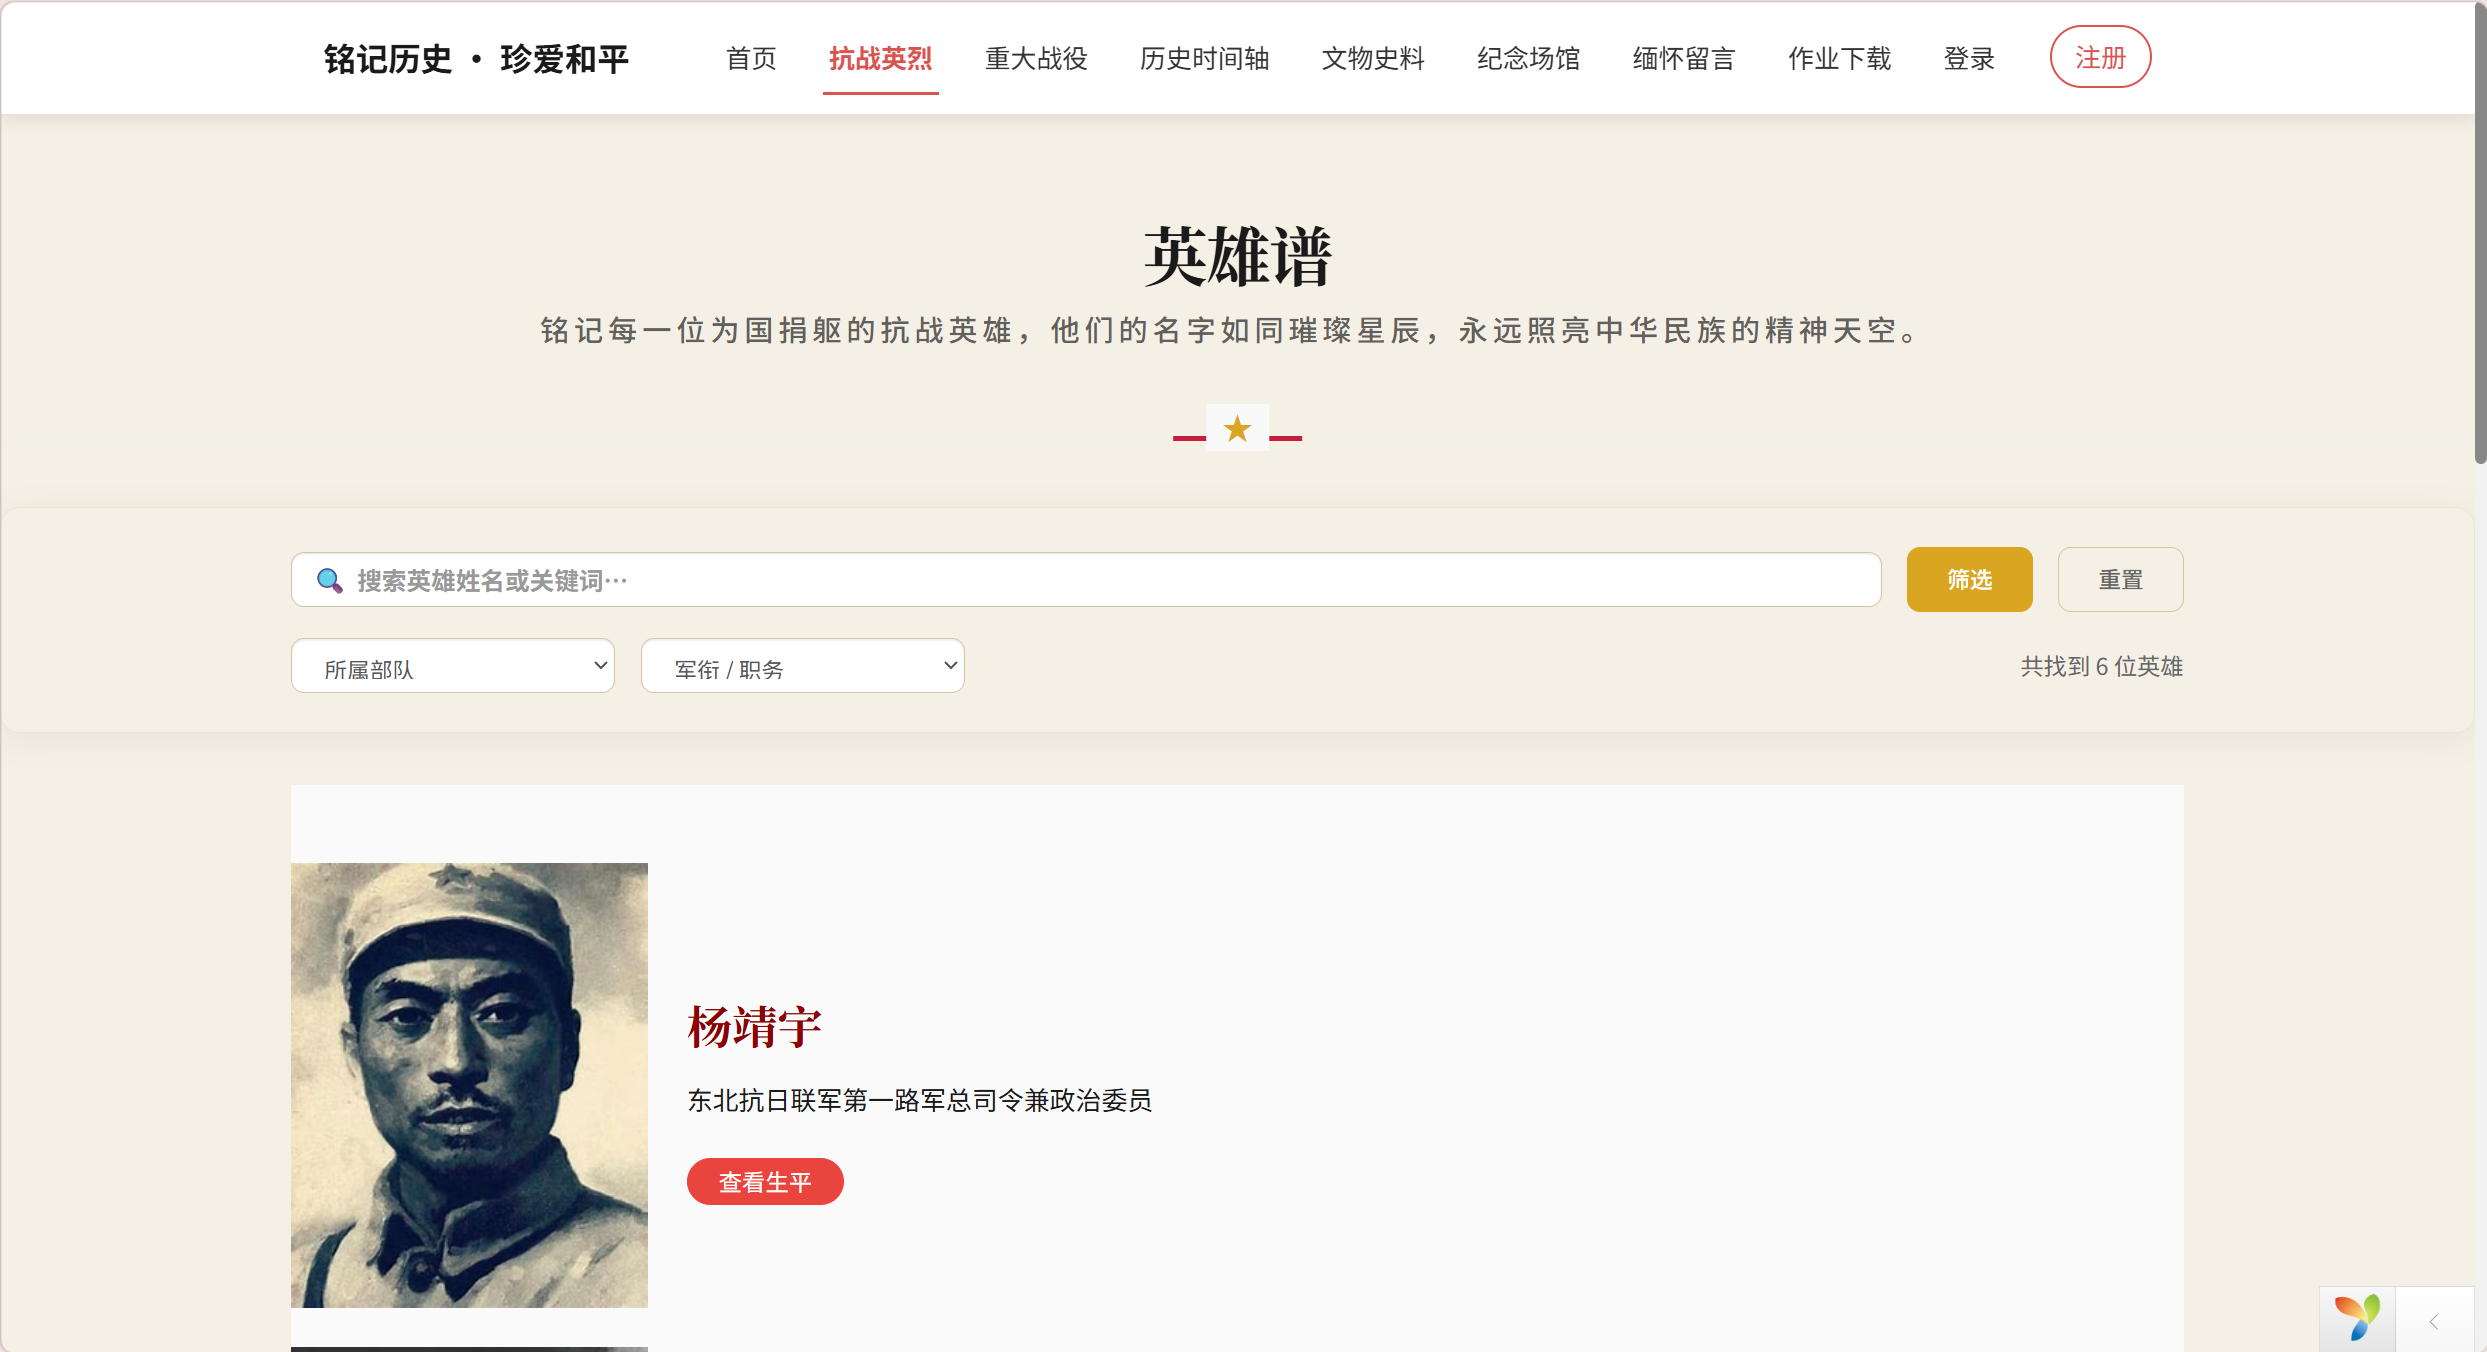 铭记历史 · 珍爱和平
首页 抗战英烈 重大战役 历史时间轴 文物史料 纪念场馆 缅怀留言 作业下载 登录 注册
英雄谱
铭记每一位为国捐躯的抗战英雄，他们的名字如同璀璨星辰，永远照亮中华民族的精神天空。
搜索英雄姓名或关键词… 筛选 重置
所属部队 军衔 / 职务 共找到 6 位英雄
杨靖宇
东北抗日联军第一路军总司令兼政治委员
查看生平